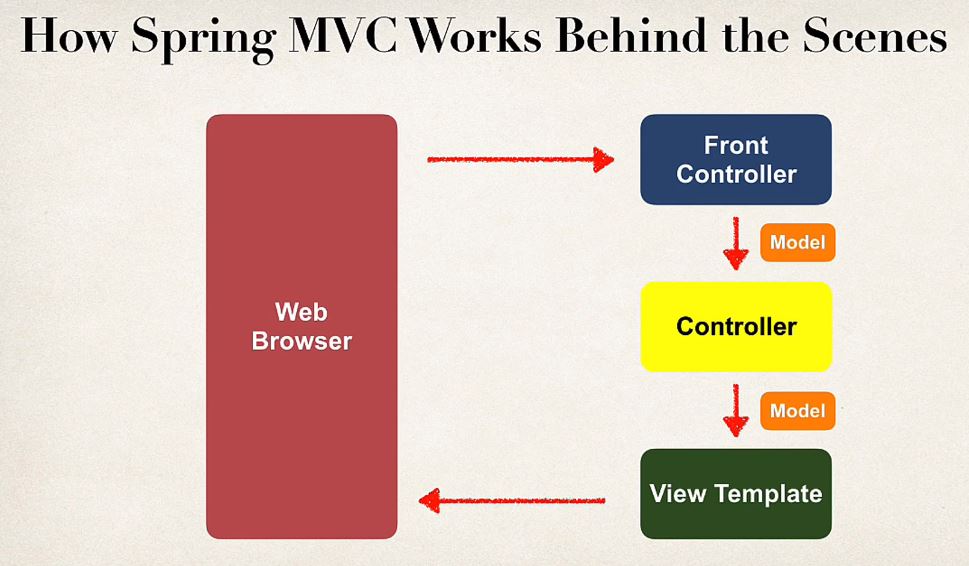 How Spring MVC Works Behind the Scenes
Front
Controller
Model
Web
Browser
Controller
Model
View Template